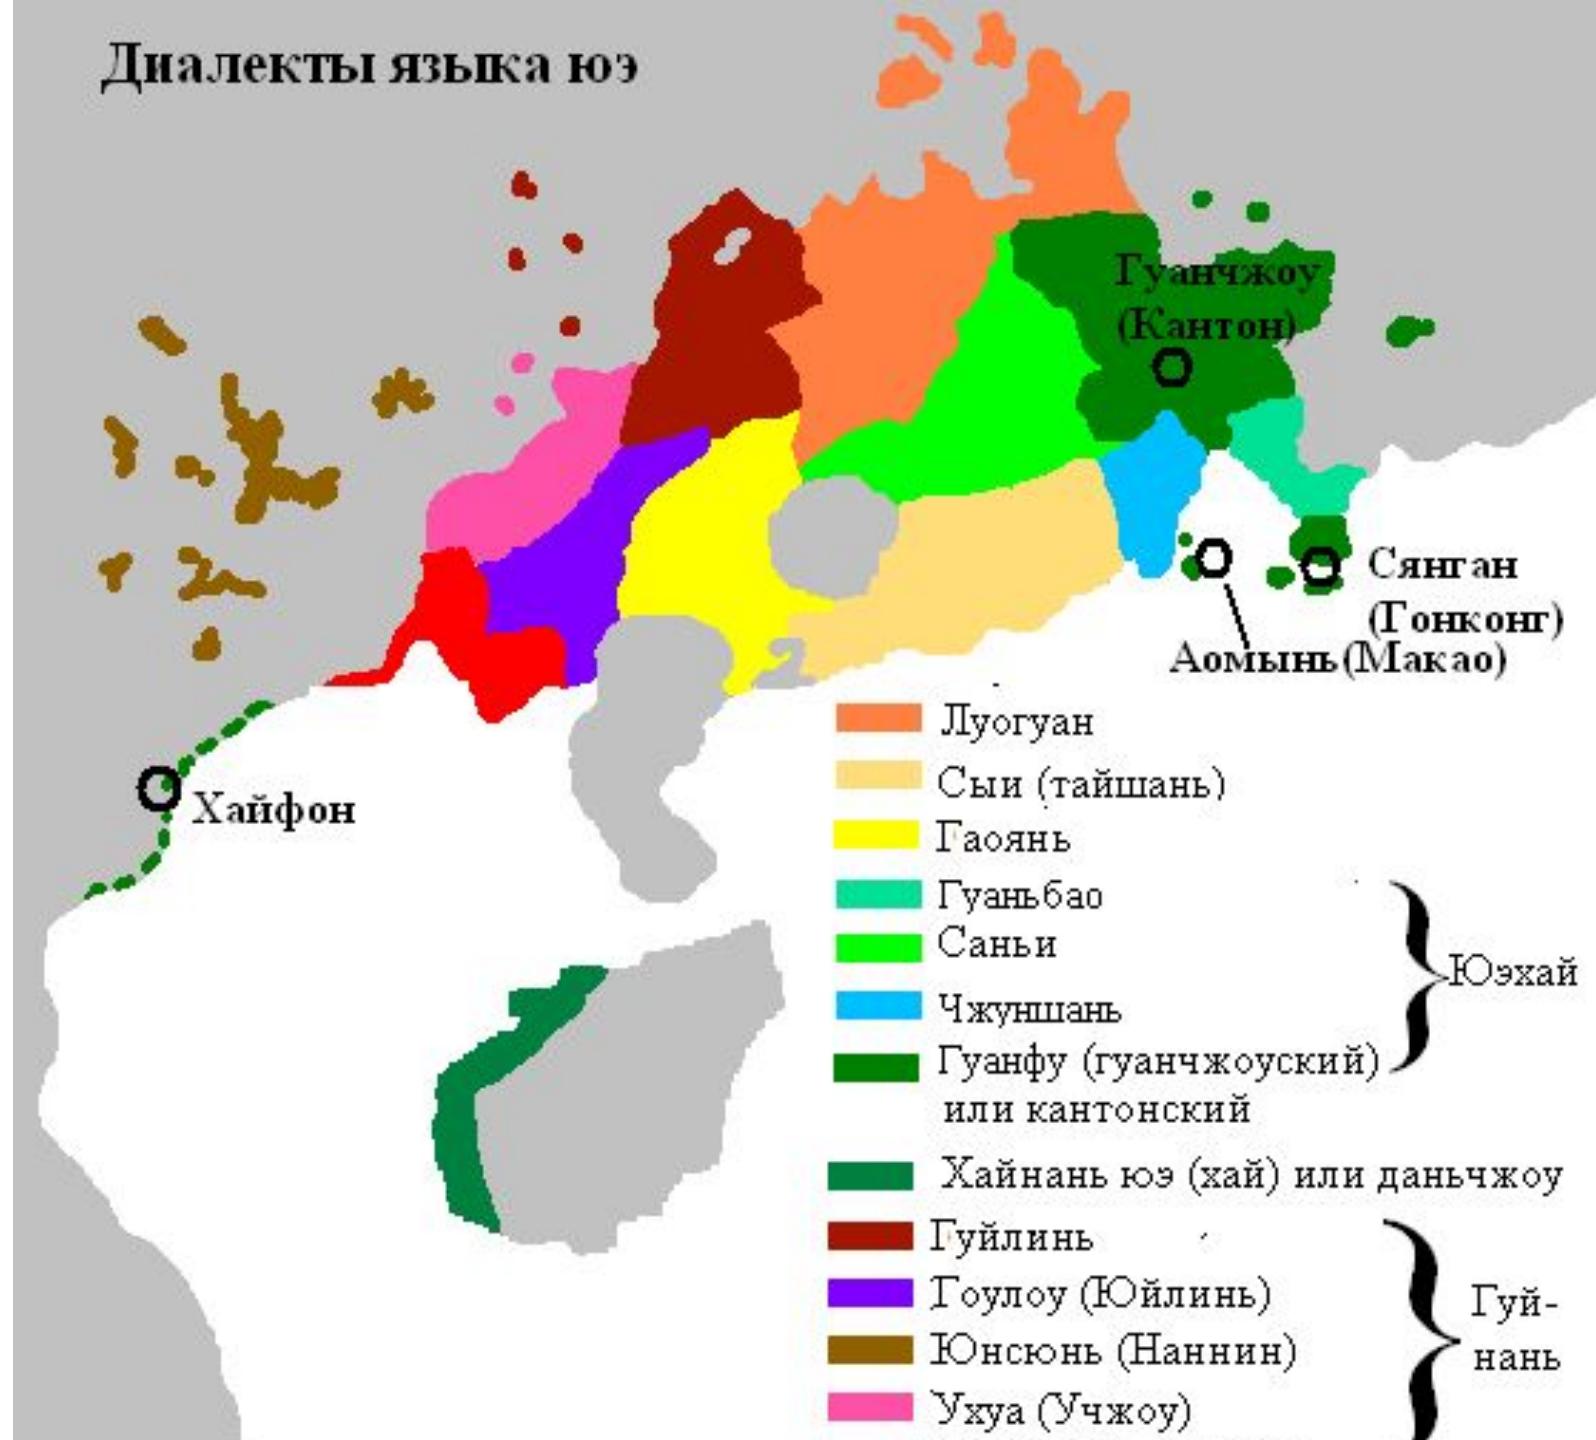 Диалекты языка юэ
Гуанчжоу
(Кантон)
Сянган
(Гонконг)
Аомынь(Макао)
Хайфон
Луогуан
Сыи (тайшань)
Гаоянь
Гуаньбао
Саньи
Чжуншань
Гуанфу (гуанчжоуский)
или кантонский
Юэхай
Хайнань юэ (хай) или даньчжоу
Гуйлинь
Гоулоу (Юйлинь)
Юнсюнь (Наннин)
Ухуа (Учжоу)
Гуй-
нань